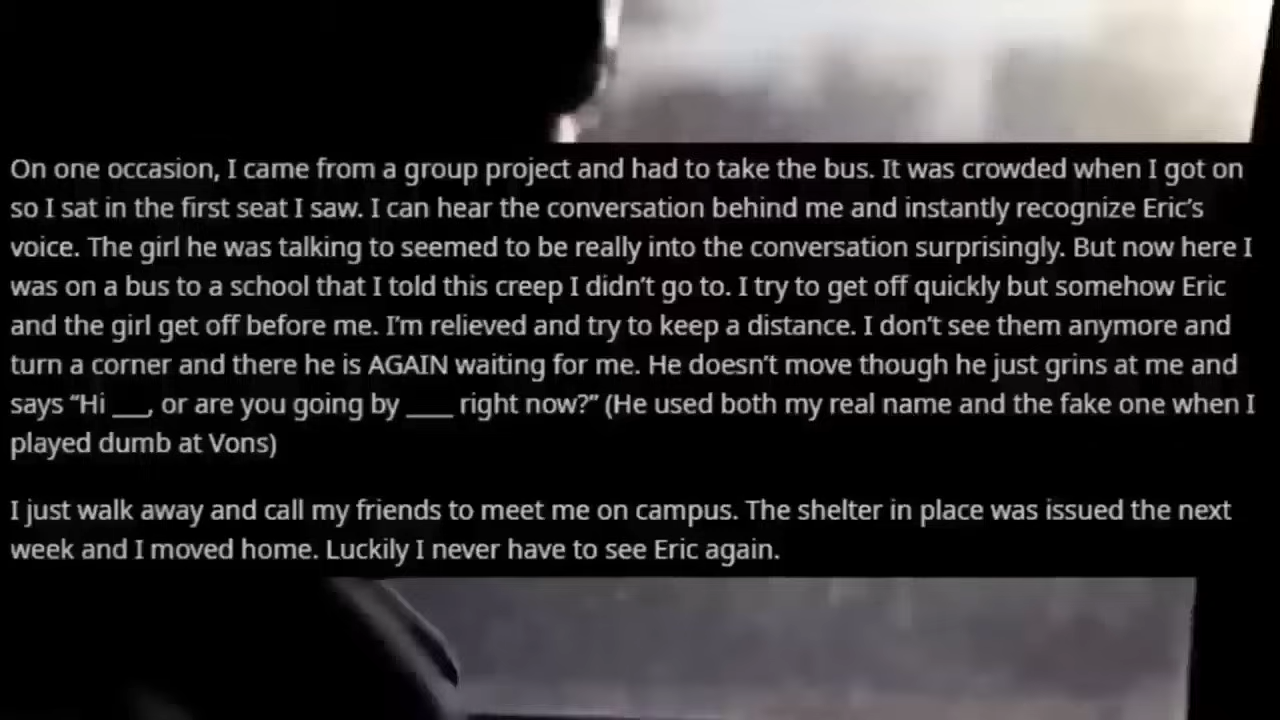 On one occasion, I came from a group project and had to take the bus. It was crowded when I got on
so I sat in the first seat I saw. I can hear the conversation behind me and instantly recognize Eric’s
voice. The girl he was talking to seemed to be really into the conversation surprisingly. But now here I
was on a bus to a school that I told this creep I didn’t go to. I try to get off quickly but somehow Eric
and the girl get off before me. I’m relieved and try to keep a distance. I don’t see them anymore and
turn a corner and there he is AGAIN waiting for me. He doesn’t move though he just grins at me and
says “Hi ___, or are you going by ____ right now?” (He used both my real name and the fake one when I
played dumb at Vons)
I just walk away and call my friends to meet me on campus. The shelter in place was issued the next
week and I moved home. Luckily I never have to see Eric again.